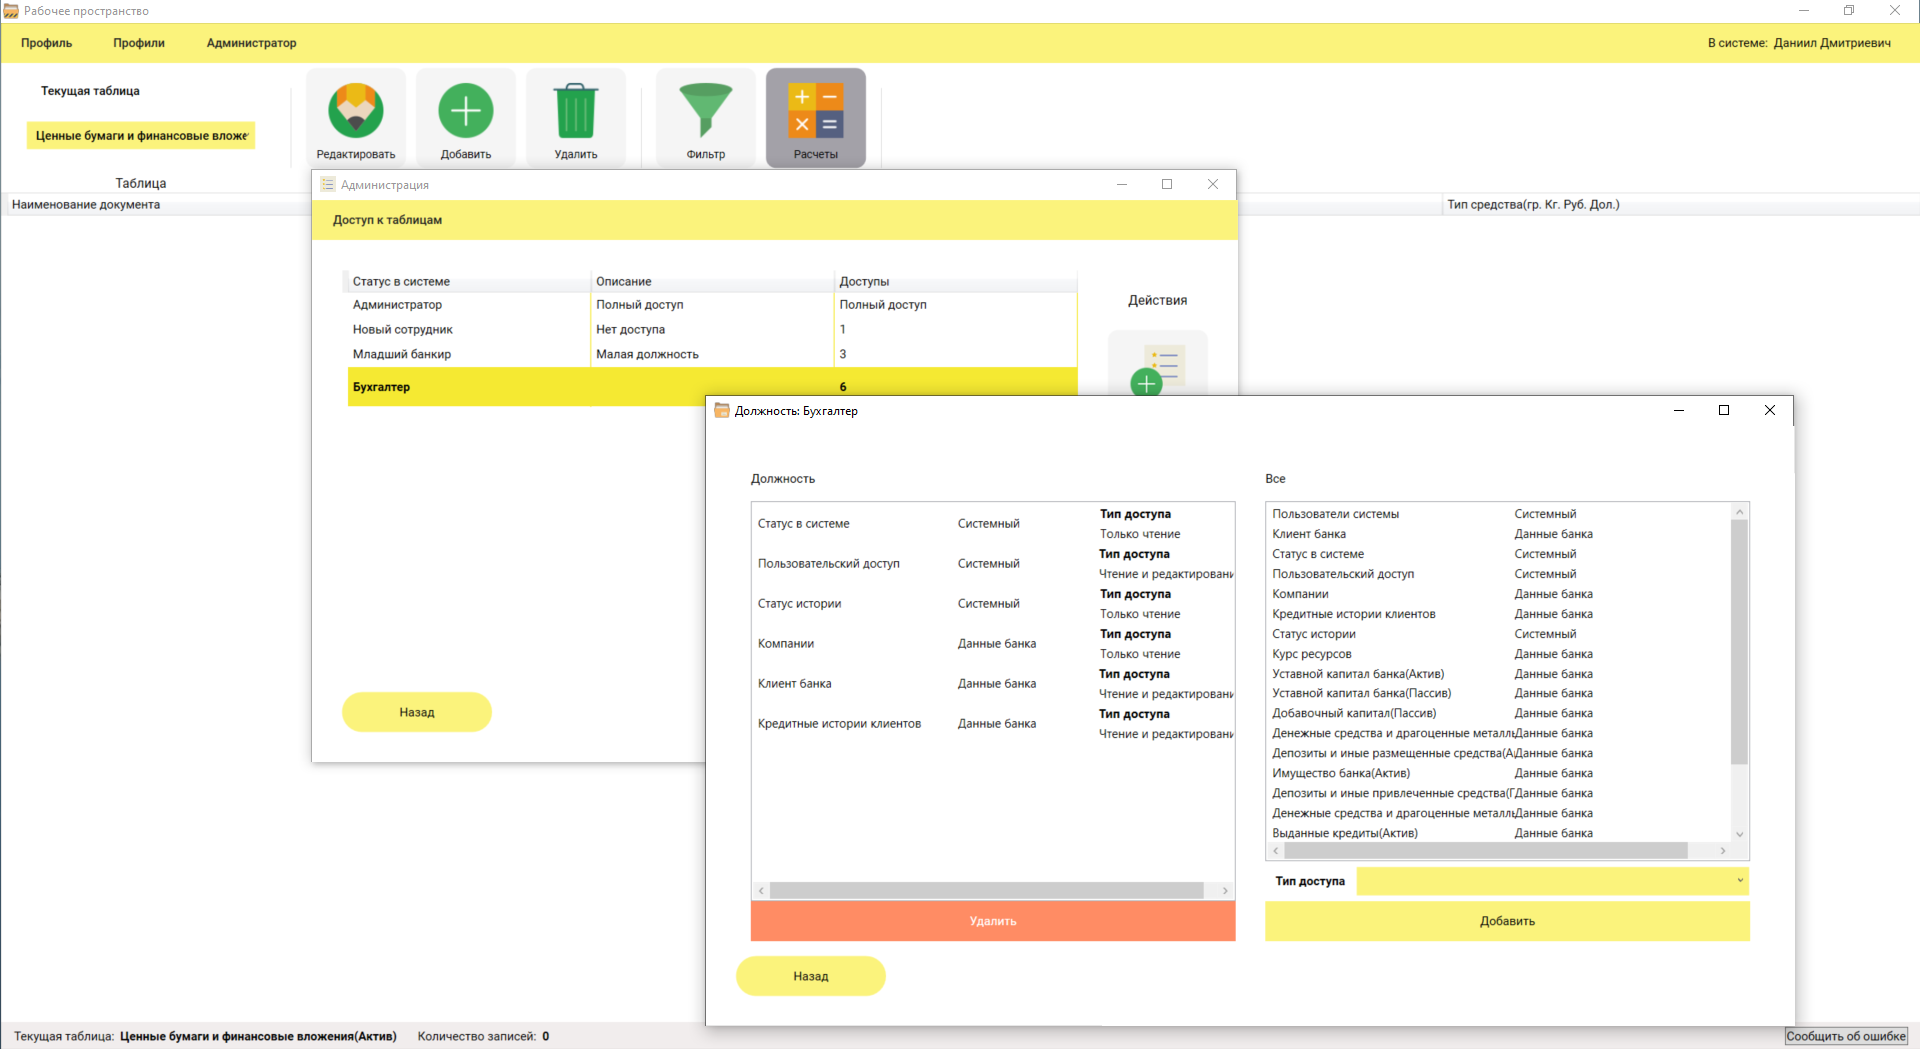 Рабочее пространство
Профиль Профили Администратор В системе: Даниил Дмитриевич
Текущая таблица
Ценные бумаги и финансовые вложе
Редактировать Добавить Удалить Фильтр Расчеты
Таблица
Наименование документа Тип средства(гр. Кг. Руб. Дол.)
Администрация
Доступ к таблицам
Статус в системе Описание Доступы
Администратор Полный доступ Полный доступ
Новый сотрудник Нет доступа 1
Младший банкир Малая должность 3
Бухгалтер 6
Действия
Назад
Должность: Бухгалтер
Должность
Статус в системе Системный Тип доступа
Только чтение
Пользовательский доступ Системный Тип доступа
Чтение и редактировани
Статус истории Системный Тип доступа
Только чтение
Компании Данные банка Тип доступа
Только чтение
Клиент банка Данные банка Тип доступа
Чтение и редактировани
Кредитные истории клиентов Данные банка Тип доступа
Чтение и редактировани
Удалить
Назад
Все
Пользователи системы Системный
Клиент банка Данные банка
Статус в системе Системный
Пользовательский доступ Системный
Компании Данные банка
Кредитные истории клиентов Данные банка
Статус истории Системный
Курс ресурсов Данные банка
Уставной капитал банка(Актив) Данные банка
Уставной капитал банка(Пассив) Данные банка
Добавочный капитал(Пассив) Данные банка
Денежные средства и драгоценные металл Данные банка
Депозиты и иные размещенные средства(А Данные банка
Имущество банка(Актив) Данные банка
Депозиты и иные привлеченные средства(П Данные банка
Денежные средства и драгоценные металл Данные банка
Выданные кредиты(Актив) Данные банка
Тип доступа
Добавить
Текущая таблица: Ценные бумаги и финансовые вложения(Актив) Количество записей: 0 Сообщить об ошибке